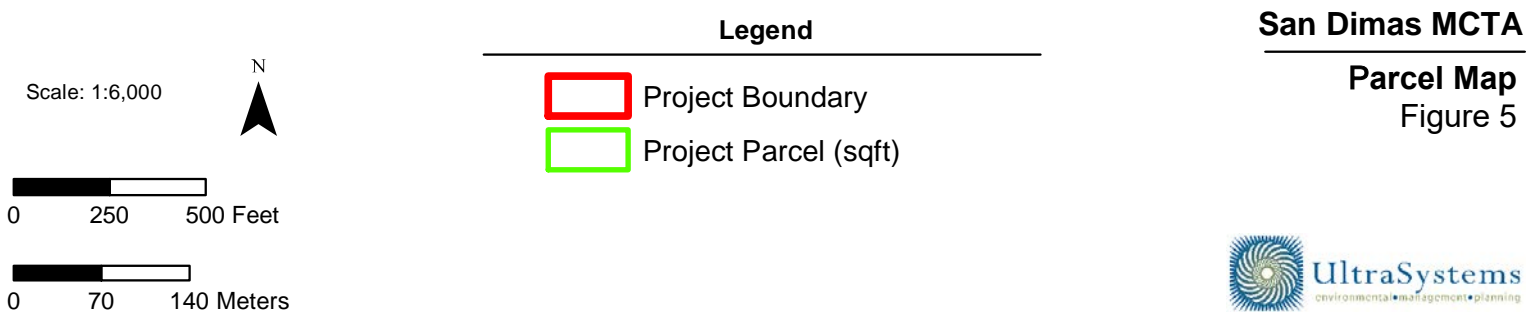 Scale: 1:6,000
N
0 250 500 Feet
0 70 140 Meters
Legend
Project Boundary
Project Parcel (sqft)
San Dimas MCTA
Parcel Map
Figure 5
UltraSystems
environmental•management•planning